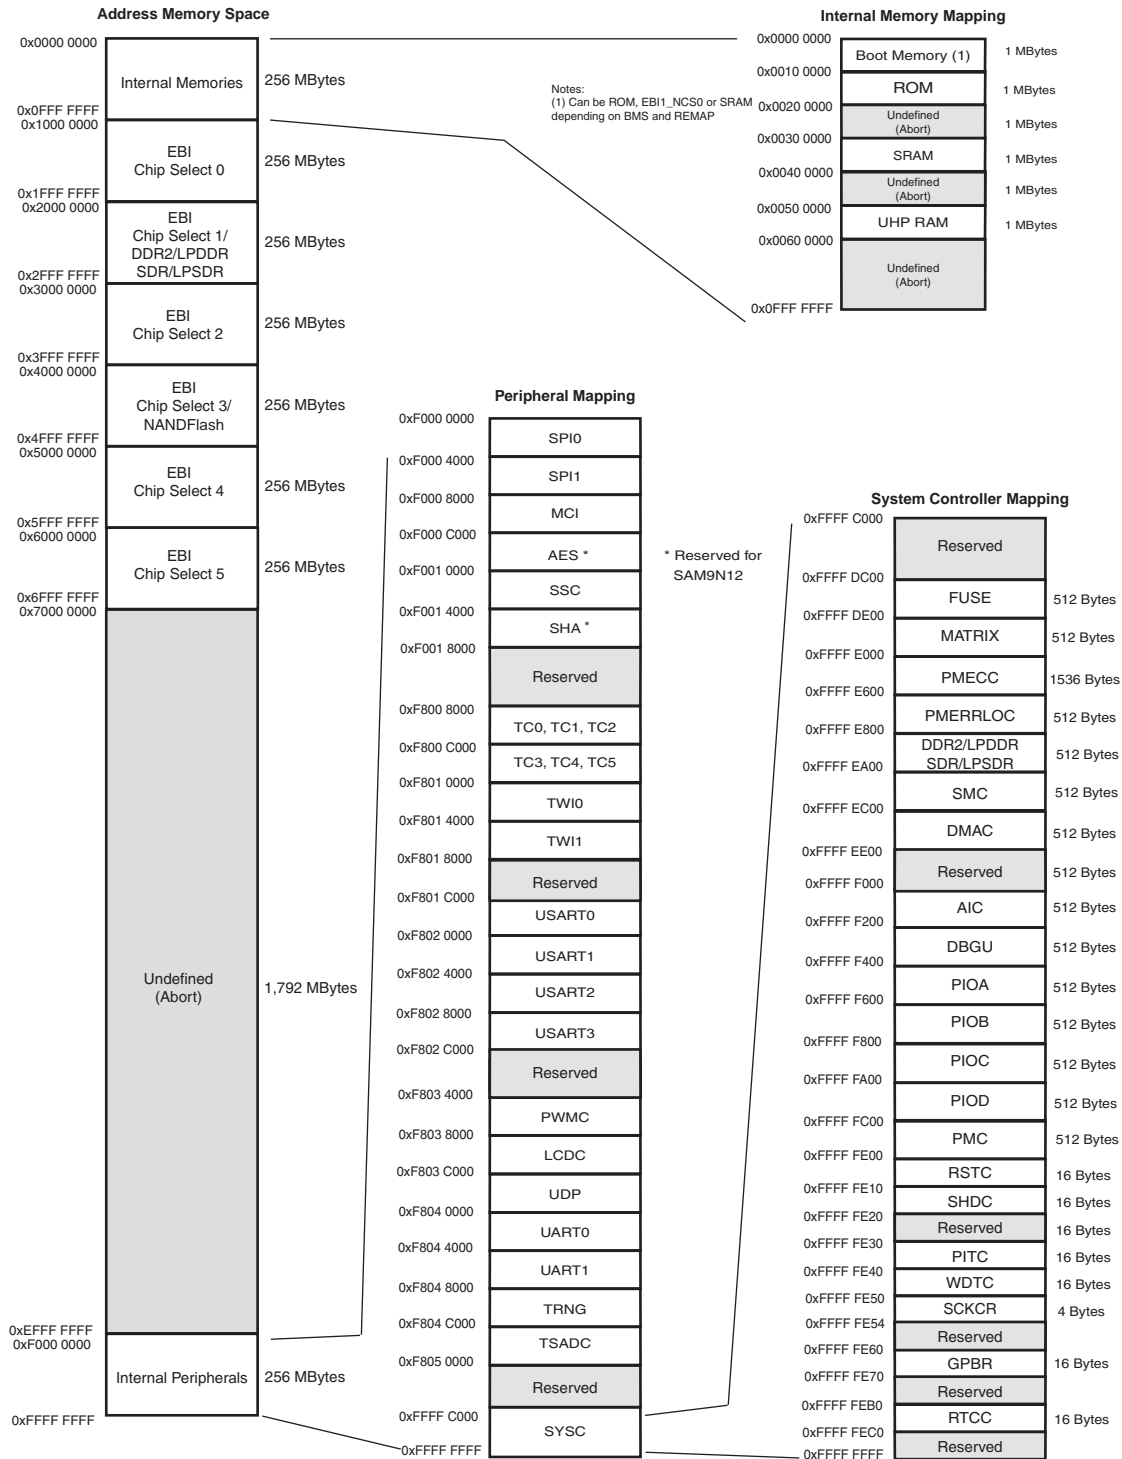 Address Memory Space
0x0000 0000
Internal Memories
256 MBytes
0x0FFF FFFF
0x1000 0000
EBI
Chip Select 0
256 MBytes
0x1FFF FFFF
0x2000 0000
EBI
Chip Select 1/
DDR2/LPDDR
SDR/LPSDR
256 MBytes
0x2FFF FFFF
0x3000 0000
EBI
Chip Select 2
256 MBytes
0x3FFF FFFF
0x4000 0000
EBI
Chip Select 3/
NANDFlash
256 MBytes
0x4FFF FFFF
0x5000 0000
EBI
Chip Select 4
256 MBytes
0x5FFF FFFF
0x6000 0000
EBI
Chip Select 5
256 MBytes
0x6FFF FFFF
0x7000 0000
Undefined
(Abort)
1,792 MBytes
0xEFFF FFFF
0xF000 0000
Internal Peripherals
256 MBytes
0xFFFF FFFF
Internal Memory Mapping
Notes:
(1) Can be ROM, EBI1_NCS0 or SRAM
depending on BMS and REMAP
0x0000 0000
Boot Memory (1)
1 MBytes
0x0010 0000
ROM
1 MBytes
0x0020 0000
Undefined
(Abort)
1 MBytes
0x0030 0000
SRAM
1 MBytes
0x0040 0000
Undefined
(Abort)
1 MBytes
0x0050 0000
UHP RAM
1 MBytes
0x0060 0000
Undefined
(Abort)
0x0FFF FFFF
Peripheral Mapping
0xF000 0000
SPI0
0xF000 4000
SPI1
0xF000 8000
MCI
0xF000 C000
AES *
* Reserved for
SAM9N12
0xF001 0000
SSC
0xF001 4000
SHA *
0xF001 8000
Reserved
0xF800 8000
TC0, TC1, TC2
0xF800 C000
TC3, TC4, TC5
0xF801 0000
TWI0
0xF801 4000
TWI1
0xF801 8000
Reserved
0xF801 C000
USART0
0xF802 0000
USART1
0xF802 4000
USART2
0xF802 8000
USART3
0xF802 C000
Reserved
0xF803 4000
PWMC
0xF803 8000
LCDC
0xF803 C000
UDP
0xF804 0000
UART0
0xF804 4000
UART1
0xF804 8000
TRNG
0xF804 C000
TSADC
0xF805 0000
Reserved
0xFFFF C000
SYSC
0xFFFF FFFF
System Controller Mapping
0xFFFF C000
Reserved
0xFFFF DC00
FUSE
512 Bytes
0xFFFF DE00
MATRIX
512 Bytes
0xFFFF E000
PMECC
1536 Bytes
0xFFFF E600
PMERRLOC
512 Bytes
0xFFFF E800
DDR2/LPDDR
SDR/LPSDR
512 Bytes
0xFFFF EA00
SMC
512 Bytes
0xFFFF EC00
DMAC
512 Bytes
0xFFFF EE00
Reserved
512 Bytes
0xFFFF F000
AIC
512 Bytes
0xFFFF F200
DBGU
512 Bytes
0xFFFF F400
PIOA
512 Bytes
0xFFFF F600
PIOB
512 Bytes
0xFFFF F800
PIOC
512 Bytes
0xFFFF FA00
PIOD
512 Bytes
0xFFFF FC00
PMC
512 Bytes
0xFFFF FE00
RSTC
16 Bytes
0xFFFF FE10
SHDC
16 Bytes
0xFFFF FE20
Reserved
16 Bytes
0xFFFF FE30
PITC
16 Bytes
0xFFFF FE40
WDTC
16 Bytes
0xFFFF FE50
SCKCR
4 Bytes
0xFFFF FE54
Reserved
0xFFFF FE60
GPBR
16 Bytes
0xFFFF FE70
Reserved
0xFFFF FEB0
RTCC
16 Bytes
0xFFFF FEC0
Reserved
0xFFFF FFFF